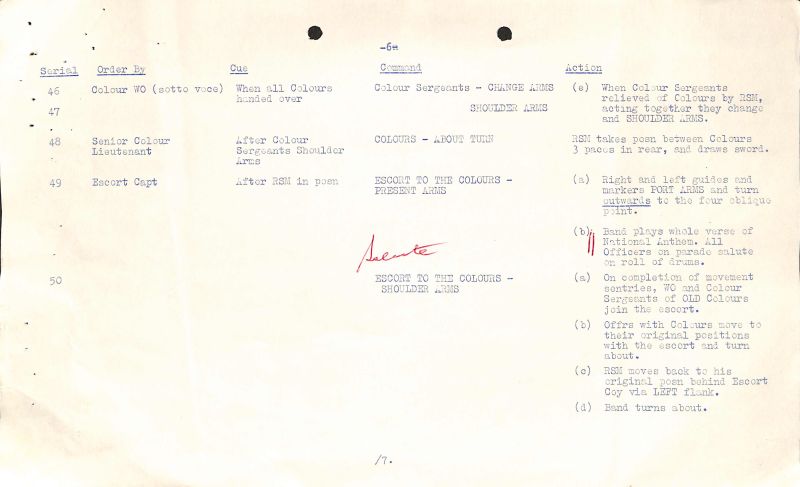 -6-
Serial Order By Cue Command Action
46 Colour WO (sotto voce) When all Colours handed over Colour Sergeants - CHANGE ARMS (e) When Colour Sergeants
relieved of Colours by RSM,
47 SHOULDER ARMS acting together they change
and SHOULDER ARMS.
48 Senior Colour After Colour COLOURS - ABOUT TURN RSM takes posn between Colours
Lieutenant Sergeants Shoulder 3 paces in rear, and draws sword.
Arms
49 Escort Capt After RSM in posn ESCORT TO THE COLOURS - (a) Right and left guides and
PRESENT ARMS markers PORT ARMS and turn
outwards to the four oblique
point.
(b) Band plays whole verse of
National Anthem. All
Salute Officers on parade salute
on roll of drums.
50 ESCORT TO THE COLOURS - (a) On completion of movement
SHOULDER ARMS sentries, WO and Colour
Sergeants of OLD Colours
join the escort.
(b) Offrs with Colours move to
their original positions
with the escort and turn
about.
(c) RSM moves back to his
original posn behind Escort
Coy via LEFT flank.
(d) Band turns about.
/7.